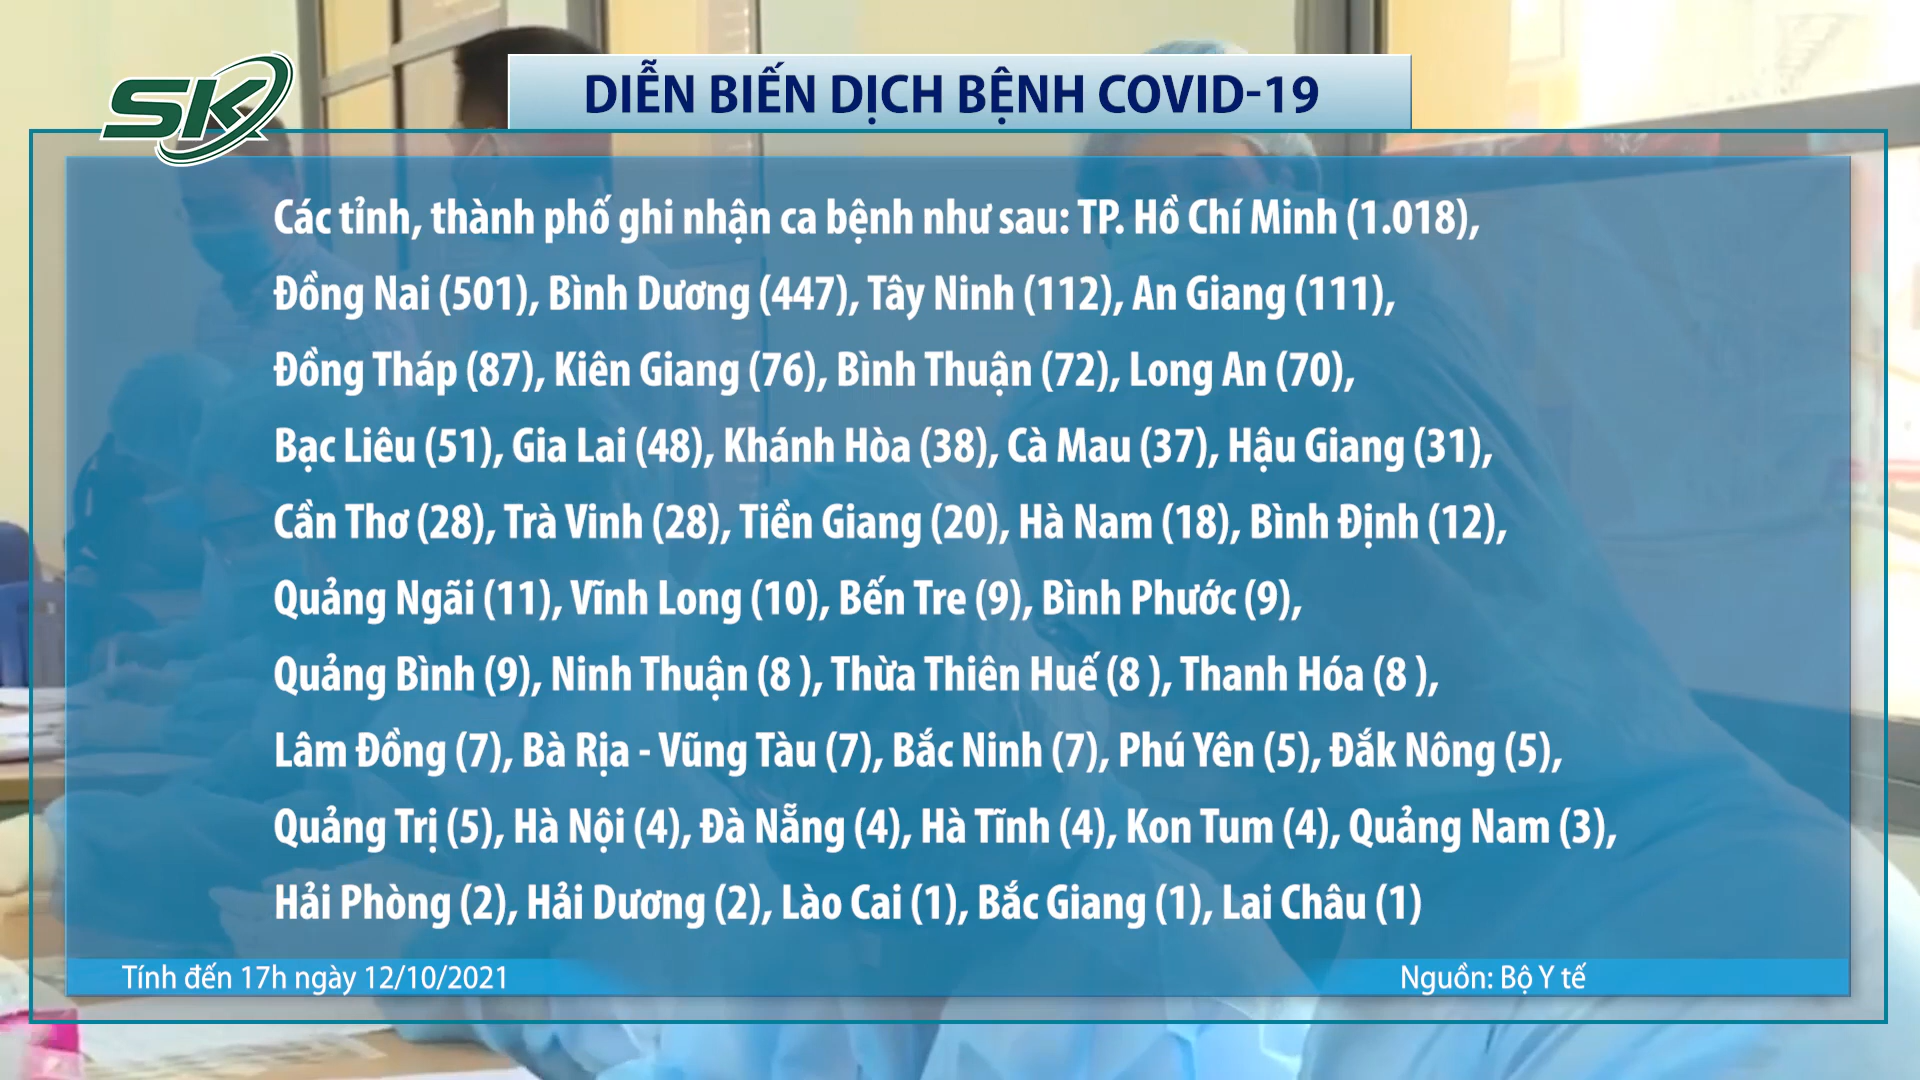 SK
DIỄN BIẾN DỊCH BỆNH COVID-19
Các tỉnh, thành phố ghi nhận ca bệnh như sau: TP. Hồ Chí Minh (1.018),
Đồng Nai (501), Bình Dương (447), Tây Ninh (112), An Giang (111),
Đồng Tháp (87), Kiên Giang (76), Bình Thuận (72), Long An (70),
Bạc Liêu (51), Gia Lai (48), Khánh Hòa (38), Cà Mau (37), Hậu Giang (31),
Cần Thơ (28), Trà Vinh (28), Tiền Giang (20), Hà Nam (18), Bình Định (12),
Quảng Ngãi (11), Vĩnh Long (10), Bến Tre (9), Bình Phước (9),
Quảng Bình (9), Ninh Thuận (8 ), Thừa Thiên Huế (8 ), Thanh Hóa (8 ),
Lâm Đồng (7), Bà Rịa - Vũng Tàu (7), Bắc Ninh (7), Phú Yên (5), Đắk Nông (5),
Quảng Trị (5), Hà Nội (4), Đà Nẵng (4), Hà Tĩnh (4), Kon Tum (4), Quảng Nam (3),
Hải Phòng (2), Hải Dương (2), Lào Cai (1), Bắc Giang (1), Lai Châu (1)
Tính đến 17h ngày 12/10/2021
Nguồn: Bộ Y tế